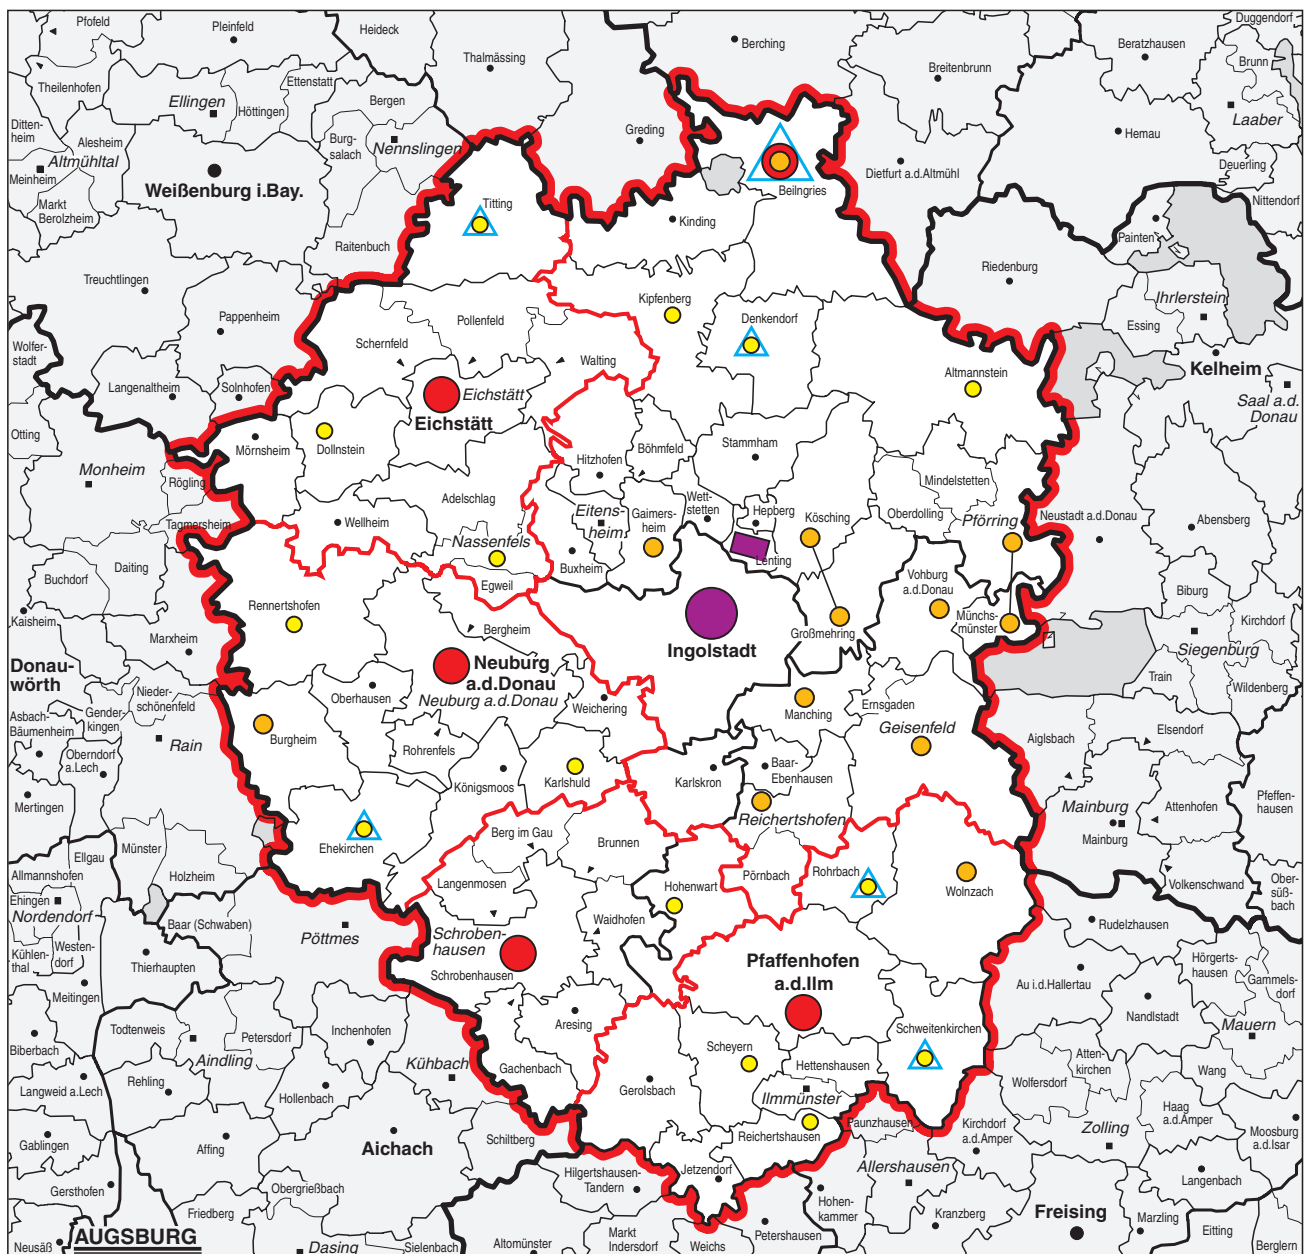 Pfofeld
Pleinfeld
Heideck
Thalmässing
Berching
Duggendorf
Beratzhausen
Brunn
Breitenbrunn
Theilenhofen
Ellingen
Höttingen
Ettenstatt
Bergen
Laaber
Ditten-
heim
Alesheim
Burg-
salach
Nennslingen
Greding
Hemau
Altmühltal
Meinheim
Deuerling
Dietfurt a.d.Altmühl
Weißenburg i.Bay.
Beilngries
Markt
Berolzheim
Titting
Kinding
Nittendorf
Raitenbuch
Painten
Treuchtlingen
Riedenburg
Ihrlerstein
Kipfenberg
Pappenheim
Pollenfeld
Denkendorf
Essing
Wolfer-
stadt
Schernfeld
Walting
Kelheim
Langenaltheim
Solnhofen
Altmannstein
Eichstätt
Eichstätt
Saal a.d.
Donau
Otting
Mörnsheim
Dollnstein
Böhmfeld
Stammham
Hitzhofen
Monheim
Rögling
Mindelstetten
Adelschlag
Wett-
stetten
Eitens-
heim
Gaimers-
heim
Hepberg
Kösching
Oberdolling
Pförring
Neustadt a.d.Donau
Abensberg
Tagmersheim
Wellheim
Nassenfels
Lenting
Daiting
Buxheim
Buchdorf
Egweil
Vohburg
a.d.Donau
Biburg
Rennertshofen
Kaisheim
Münchs-
münster
Kirchdorf
Marxheim
Bergheim
Großmehring
Ingolstadt
Siegenburg
Donau-
wörth
Neuburg
a.d.Donau
Neuburg a.d.Donau
Train
Wildenberg
Nieder-
schönenfeld
Oberhausen
Weichering
Ernsgaden
Manching
Asbach-
Bäumenheim
Gender-
kingen
Geisenfeld
Elsendorf
Burgheim
Rohrenfels
Aiglsbach
Rain
Oberndorf
a.Lech
Königsmoos
Karlshuld
Karlskron
Baar-
Ebenhausen
Mertingen
Mainburg
Mainburg
Attenhofen
Pfeffen-
hausen
Reichertshofen
Berg im Gau
Brunnen
Ehekirchen
Münster
Ellgau
Rohrbach
Pörnbach
Wolnzach
Allmannshofen
Holzheim
Langenmosen
Hohenwart
Volkenschwand
Ober-
süß-
bach
Ehingen
Nordendorf
Baar (Schwaben)
Pöttmes
Waidhofen
Rudelzhausen
Schroben-
hausen
Schrobenhausen
Westen-
dorf
Kühlen-
thal
Thierhaupten
Pfaffenhofen
a.d.Ilm
Hörgerts-
hausen
Gammels-
dorf
Au i.d.Hallertau
Meitingen
Nandlstadt
Mauern
Todtenweis
Petersdorf
Inchenhofen
Aresing
Schweitenkirchen
Biberbach
Aindling
Kühbach
Gachenbach
Scheyern
Hettenshausen
Atten-
kirchen
Wang
Langweid a.Lech
Rehling
Hollenbach
Gerolsbach
Ilmmünster
Wolfersdorf
Haag
a.d.Amper
Gablingen
Affing
Aichach
Schiltberg
Reichertshausen
Paunzhausen
Kirchdorf
a.d.Amper
Zolling
Moosburg
a.d.Isar
Jetzendorf
Hilgertshausen-
Tandern
Allershausen
Langenbach
Gersthofen
Obergrießbach
Hohen-
kammer
Friedberg
Kranzberg
Freising
Marzling
Eitting
AUGSBURG
Markt
Indersdorf
Petershausen
Neusäß
Dasing
Sielenbach
Altomünster
Weichs
Berglern